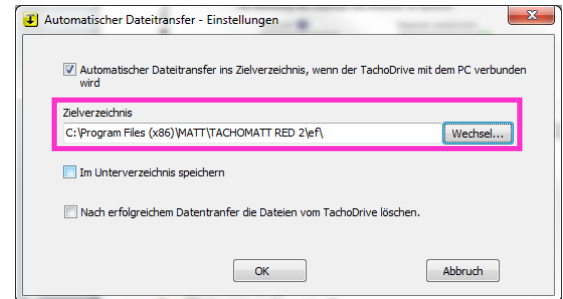 Automatischer Dateitransfer - Einstellungen
Automatischer Dateitransfer ins Zielverzeichnis, wenn der TachoDrive mit dem PC verbunden
wird
Zielverzeichnis
C:\Program Files (x86)\MATT\TACHOMATT RED 2\ef\ Wechsel...
Im Unterverzeichnis speichern
Nach erfolgreichem Datentranfer die Dateien vom TachoDrive löschen.
OK Abbruch